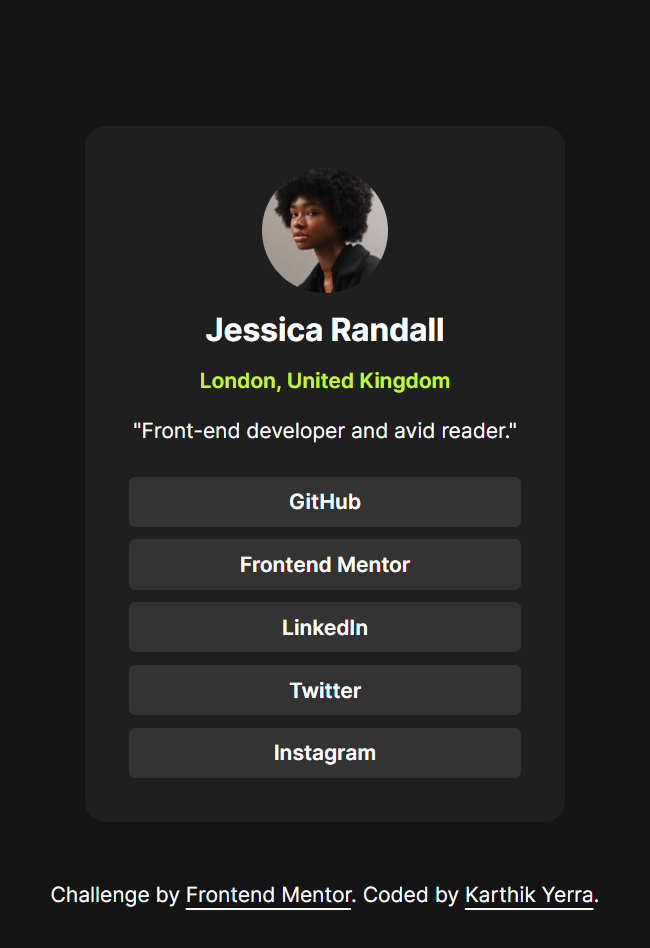 Jessica Randall
London, United Kingdom
"Front-end developer and avid reader."
GitHub
Frontend Mentor
LinkedIn
Twitter
Instagram
Challenge by Frontend Mentor. Coded by Karthik Yerra.